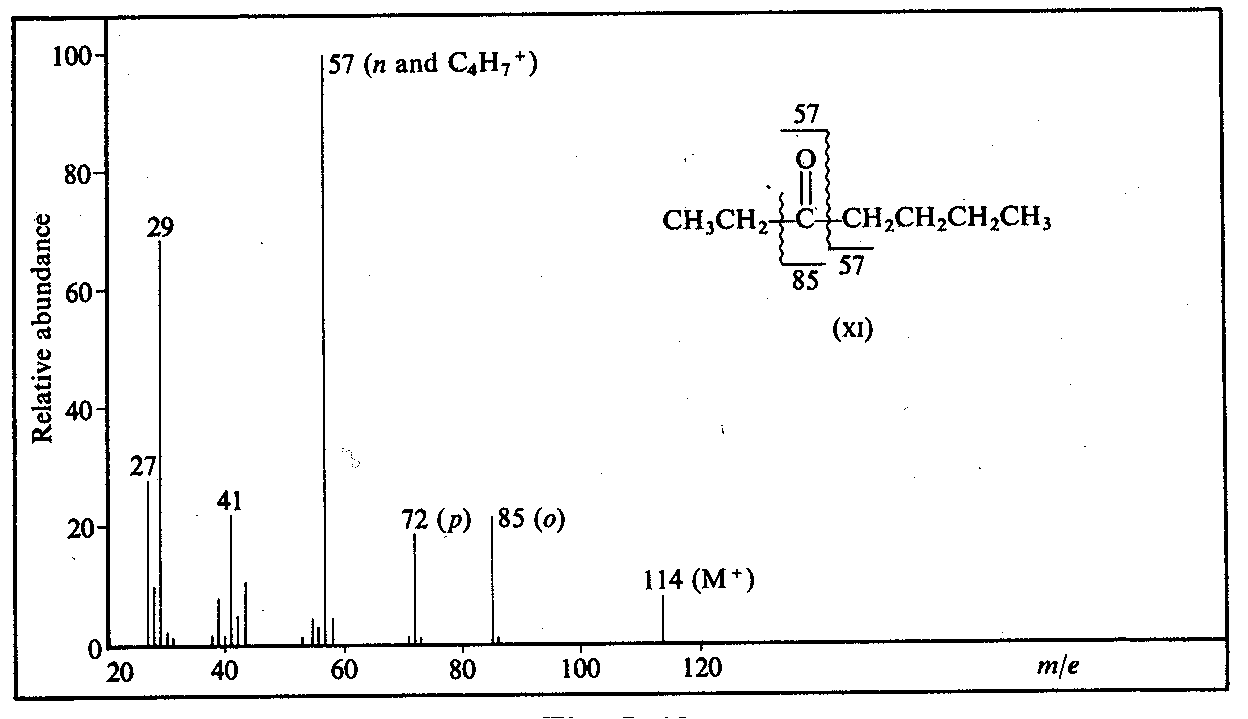 100
57 (n and C₄H₇⁺)
57
O
80
CH₃CH₂—C—CH₂CH₂CH₂CH₃
29
85
57
60
(XI)
Relative abundance
40
27
41
72 (p)
85 (o)
20
114 (M⁺)
0
20
40
60
80
100
120
m/e